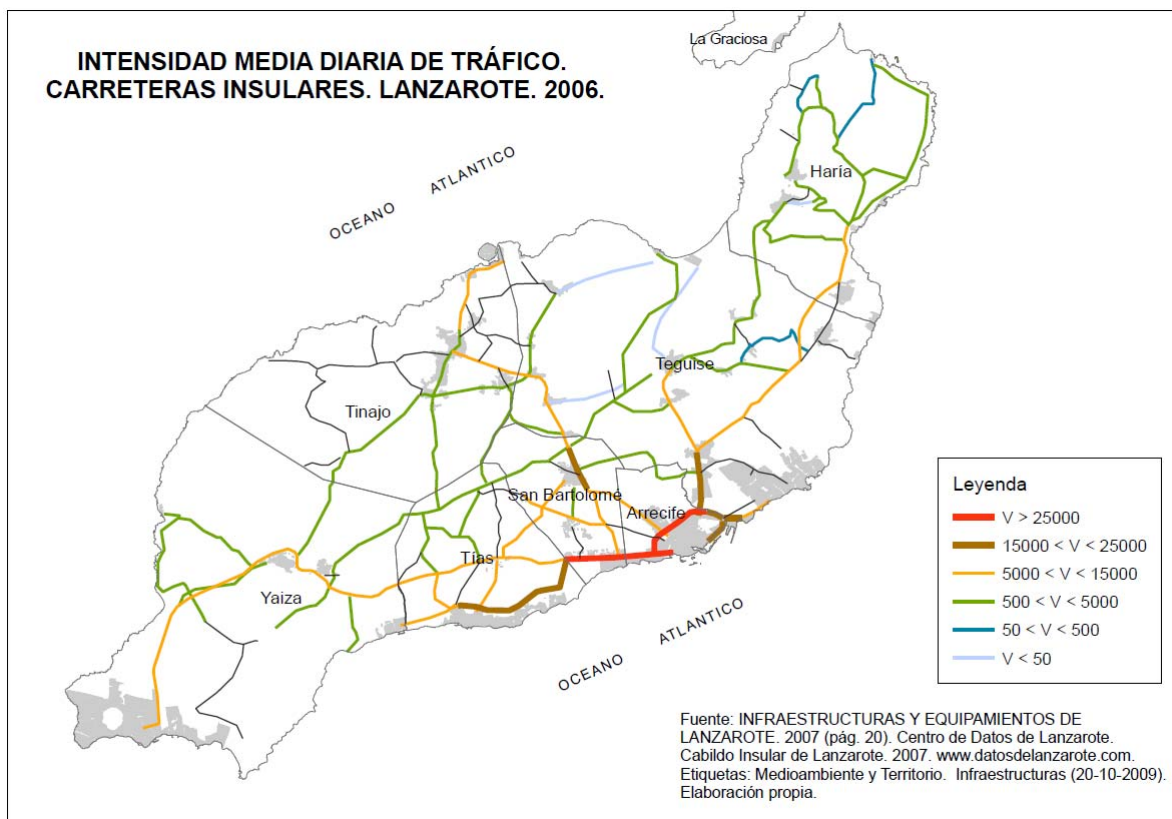 INTENSIDAD MEDIA DIARIA DE TRÁFICO.
CARRETERAS INSULARES. LANZAROTE. 2006.
La Graciosa
OCEANO ATLANTICO
Haría
Teguise
Tinajo
San Bartolomé
Arrecife
Tías
Yaiza
OCEANO ATLANTICO
Leyenda
V > 25000
15000 < V < 25000
5000 < V < 15000
500 < V < 5000
50 < V < 500
V < 50
Fuente: INFRAESTRUCTURAS Y EQUIPAMIENTOS DE
LANZAROTE. 2007 (pág. 20). Centro de Datos de Lanzarote.
Cabildo Insular de Lanzarote. 2007. www.datosdelanzarote.com.
Etiquetas: Medioambiente y Territorio. Infraestructuras (20-10-2009).
Elaboración propia.